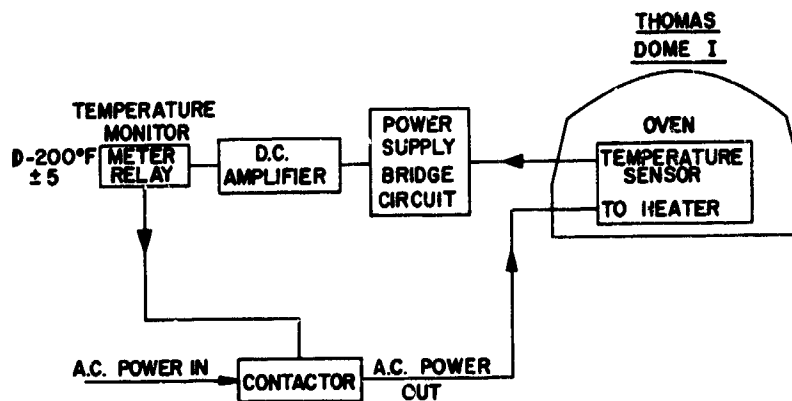 THOMAS
DOME I
TEMPERATURE
MONITOR
0-200°F
±5
METER
RELAY
D.C.
AMPLIFIER
POWER
SUPPLY
BRIDGE
CIRCUIT
OVEN
TEMPERATURE
SENSOR
TO HEATER
A.C. POWER IN
CONTACTOR
A.C. POWER
OUT